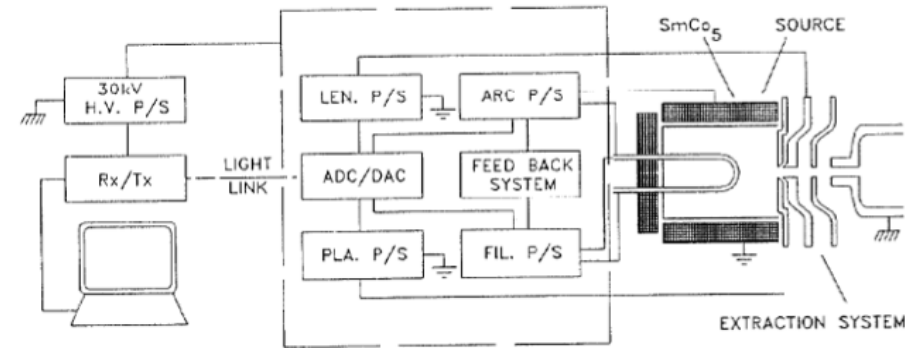 SmCo5
SOURCE
30kV
H.V. P/S
LEN. P/S
ARC P/S
Rx/Tx
LIGHT
LINK
ADC/DAC
FEED BACK
SYSTEM
PLA. P/S
FIL. P/S
EXTRACTION SYSTEM